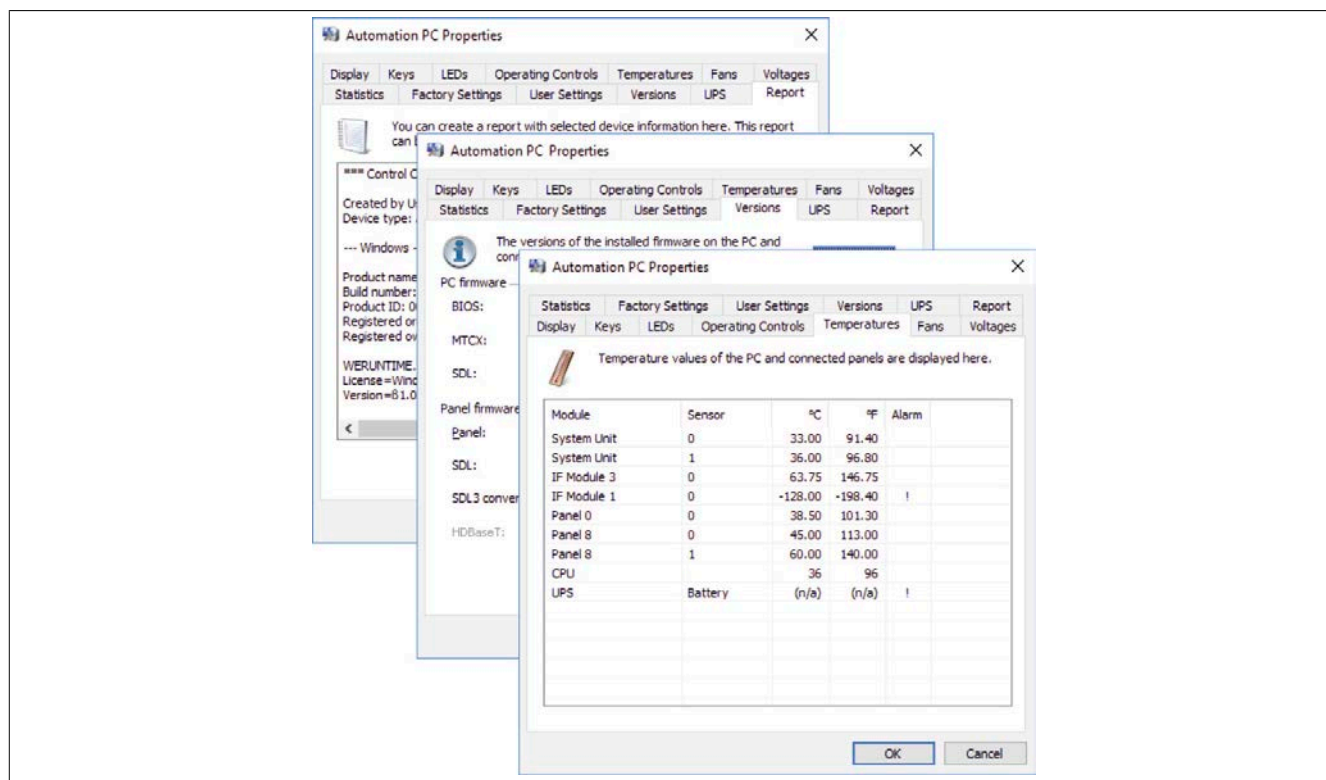 Automation PC Properties
Display Keys LEDs Operating Controls Temperatures Fans Voltages
Statistics Factory Settings User Settings Versions UPS Report
You can create a report with selected device information here. This report
can
=== Control
Created by
Device type:
--- Windows
Product name
Build number:
Product ID:
Registered
Registered
WERUNTIME.
License=
Version=
<
Automation PC Properties
Display Keys LEDs Operating Controls Temperatures Fans Voltages
Statistics Factory Settings User Settings Versions UPS Report
The versions of the installed firmware on the PC and
PC firmware
BIOS:
MTCX:
SDL:
Panel firmware
Panel:
SDL:
SDL3
HDBaseT:
Automation PC Properties
Statistics Factory Settings User Settings Versions UPS Report
Display Keys LEDs Operating Controls Temperatures Fans Voltages
Temperature values of the PC and connected panels are displayed here.
Module Sensor °C °F Alarm
System Unit 0 33.00 91.40
System Unit 1 36.00 96.80
IF Module 3 0 63.75 146.75
IF Module 1 0 -128.00 -198.40 !
Panel 0 0 38.50 101.30
Panel 8 0 45.00 113.00
Panel 8 1 60.00 140.00
CPU 36 96
UPS Battery (n/a) (n/a) !
OK Cancel